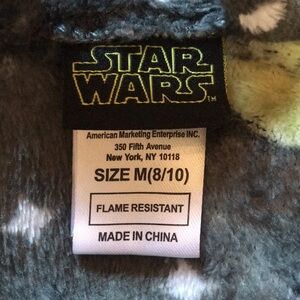 STAR
WARS
American Marketing Enterprise INC.
350 Fifth Avenue
New York, NY 10118
SIZE M(8/10)
FLAME RESISTANT
MADE IN CHINA